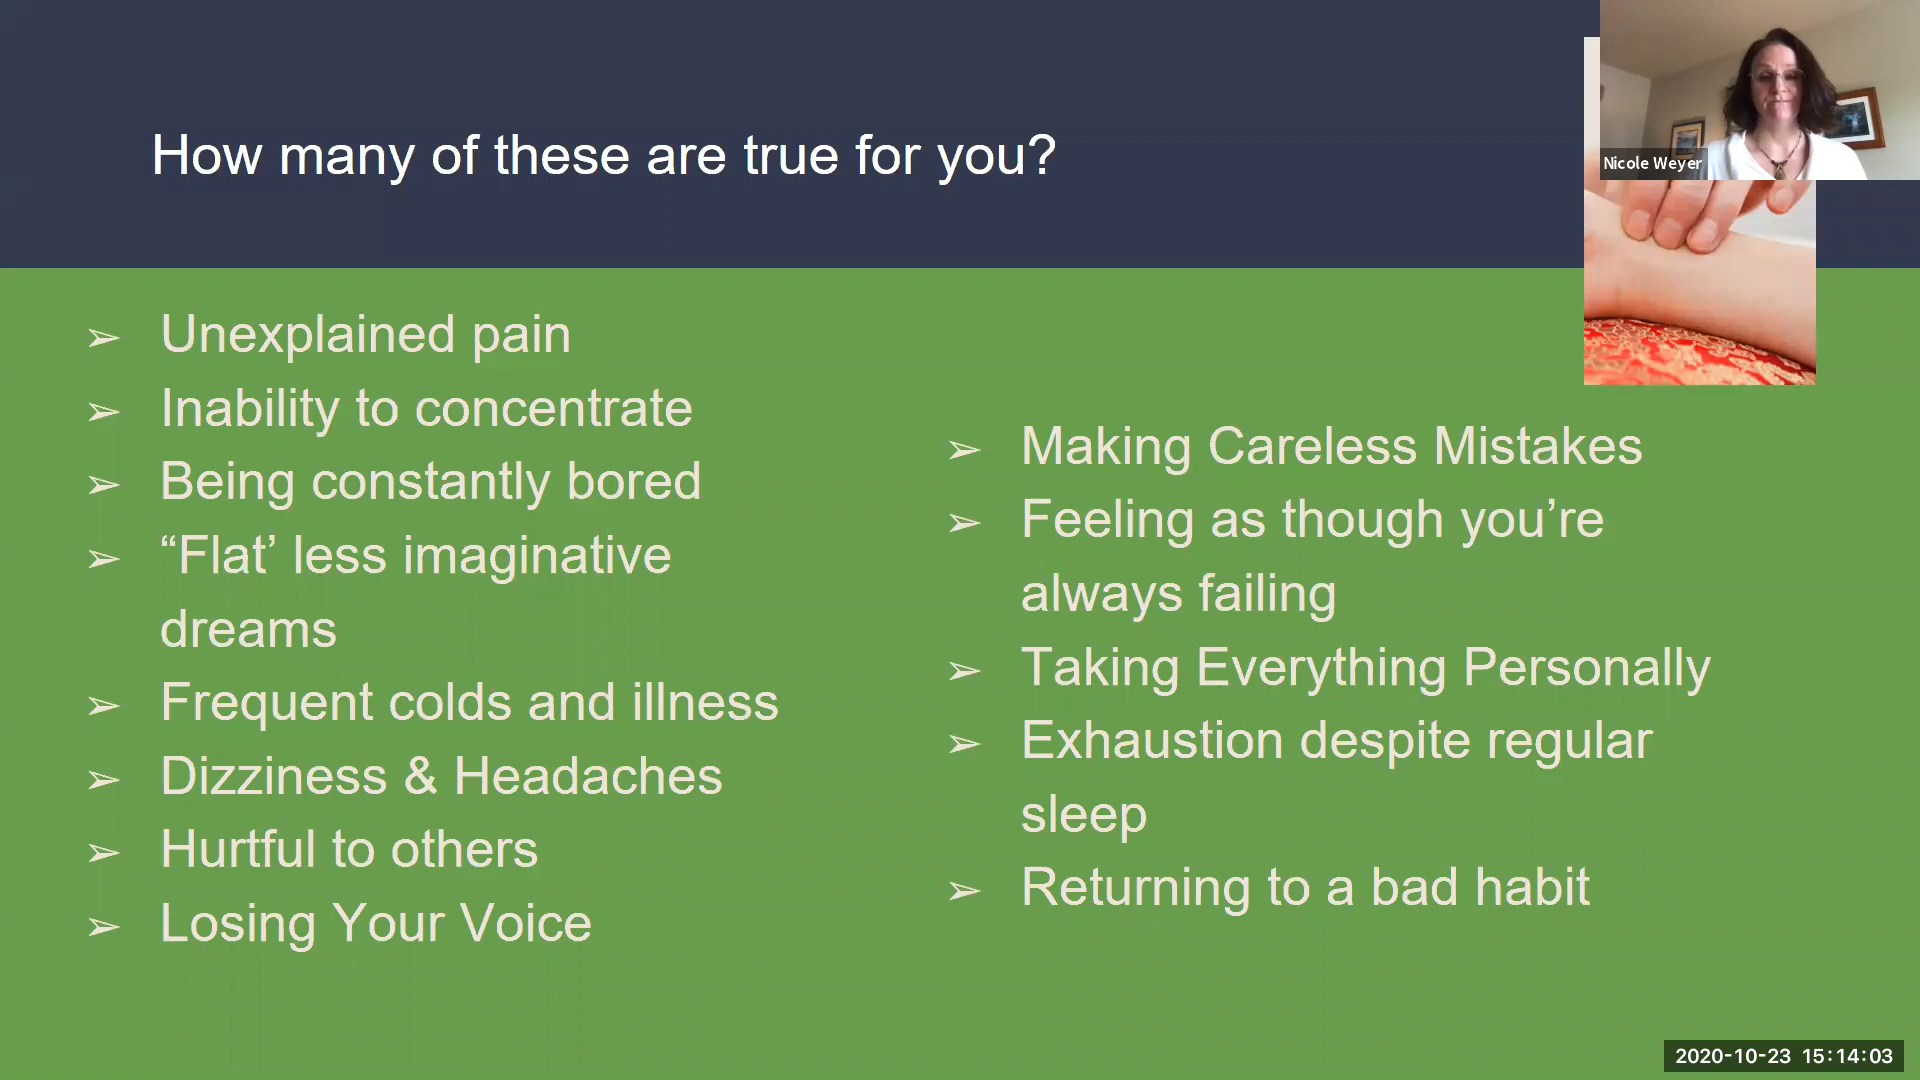 How many of these are true for you?
Nicole Weyer
➢ Unexplained pain
➢ Inability to concentrate
➢ Being constantly bored
➢ “Flat’ less imaginative
dreams
➢ Frequent colds and illness
➢ Dizziness & Headaches
➢ Hurtful to others
➢ Losing Your Voice
➢ Making Careless Mistakes
➢ Feeling as though you’re
always failing
➢ Taking Everything Personally
➢ Exhaustion despite regular
sleep
➢ Returning to a bad habit
2020-10-23 15:14:03